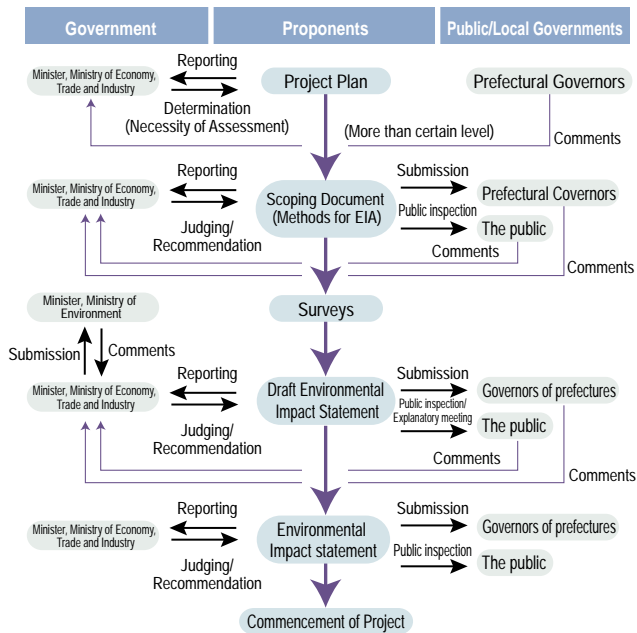 Government
Proponents
Public/Local Governments
Minister, Ministry of Economy,
Trade and Industry
Reporting
Determination
(Necessity of Assessment)
Project Plan
(More than certain level)
Prefectural Governors
Comments
Minister, Ministry of Economy,
Trade and Industry
Reporting
Judging/
Recommendation
Scoping Document
(Methods for EIA)
Submission
Public inspection
Prefectural Covernors
The public
Comments
Comments
Minister, Ministry of
Environment
Submission
Comments
Surveys
Minister, Ministry of Economy,
Trade and Industry
Reporting
Judging/
Recommendation
Draft Environmental
Impact Statement
Submission
Public inspection/
Explanatory meeting
Governors of prefectures
The public
Comments
Comments
Minister, Ministry of Economy,
Trade and Industry
Reporting
Judging/
Recommendation
Environmental
Impact statement
Submission
Public inspection
Governors of prefectures
The public
Commencement of Project